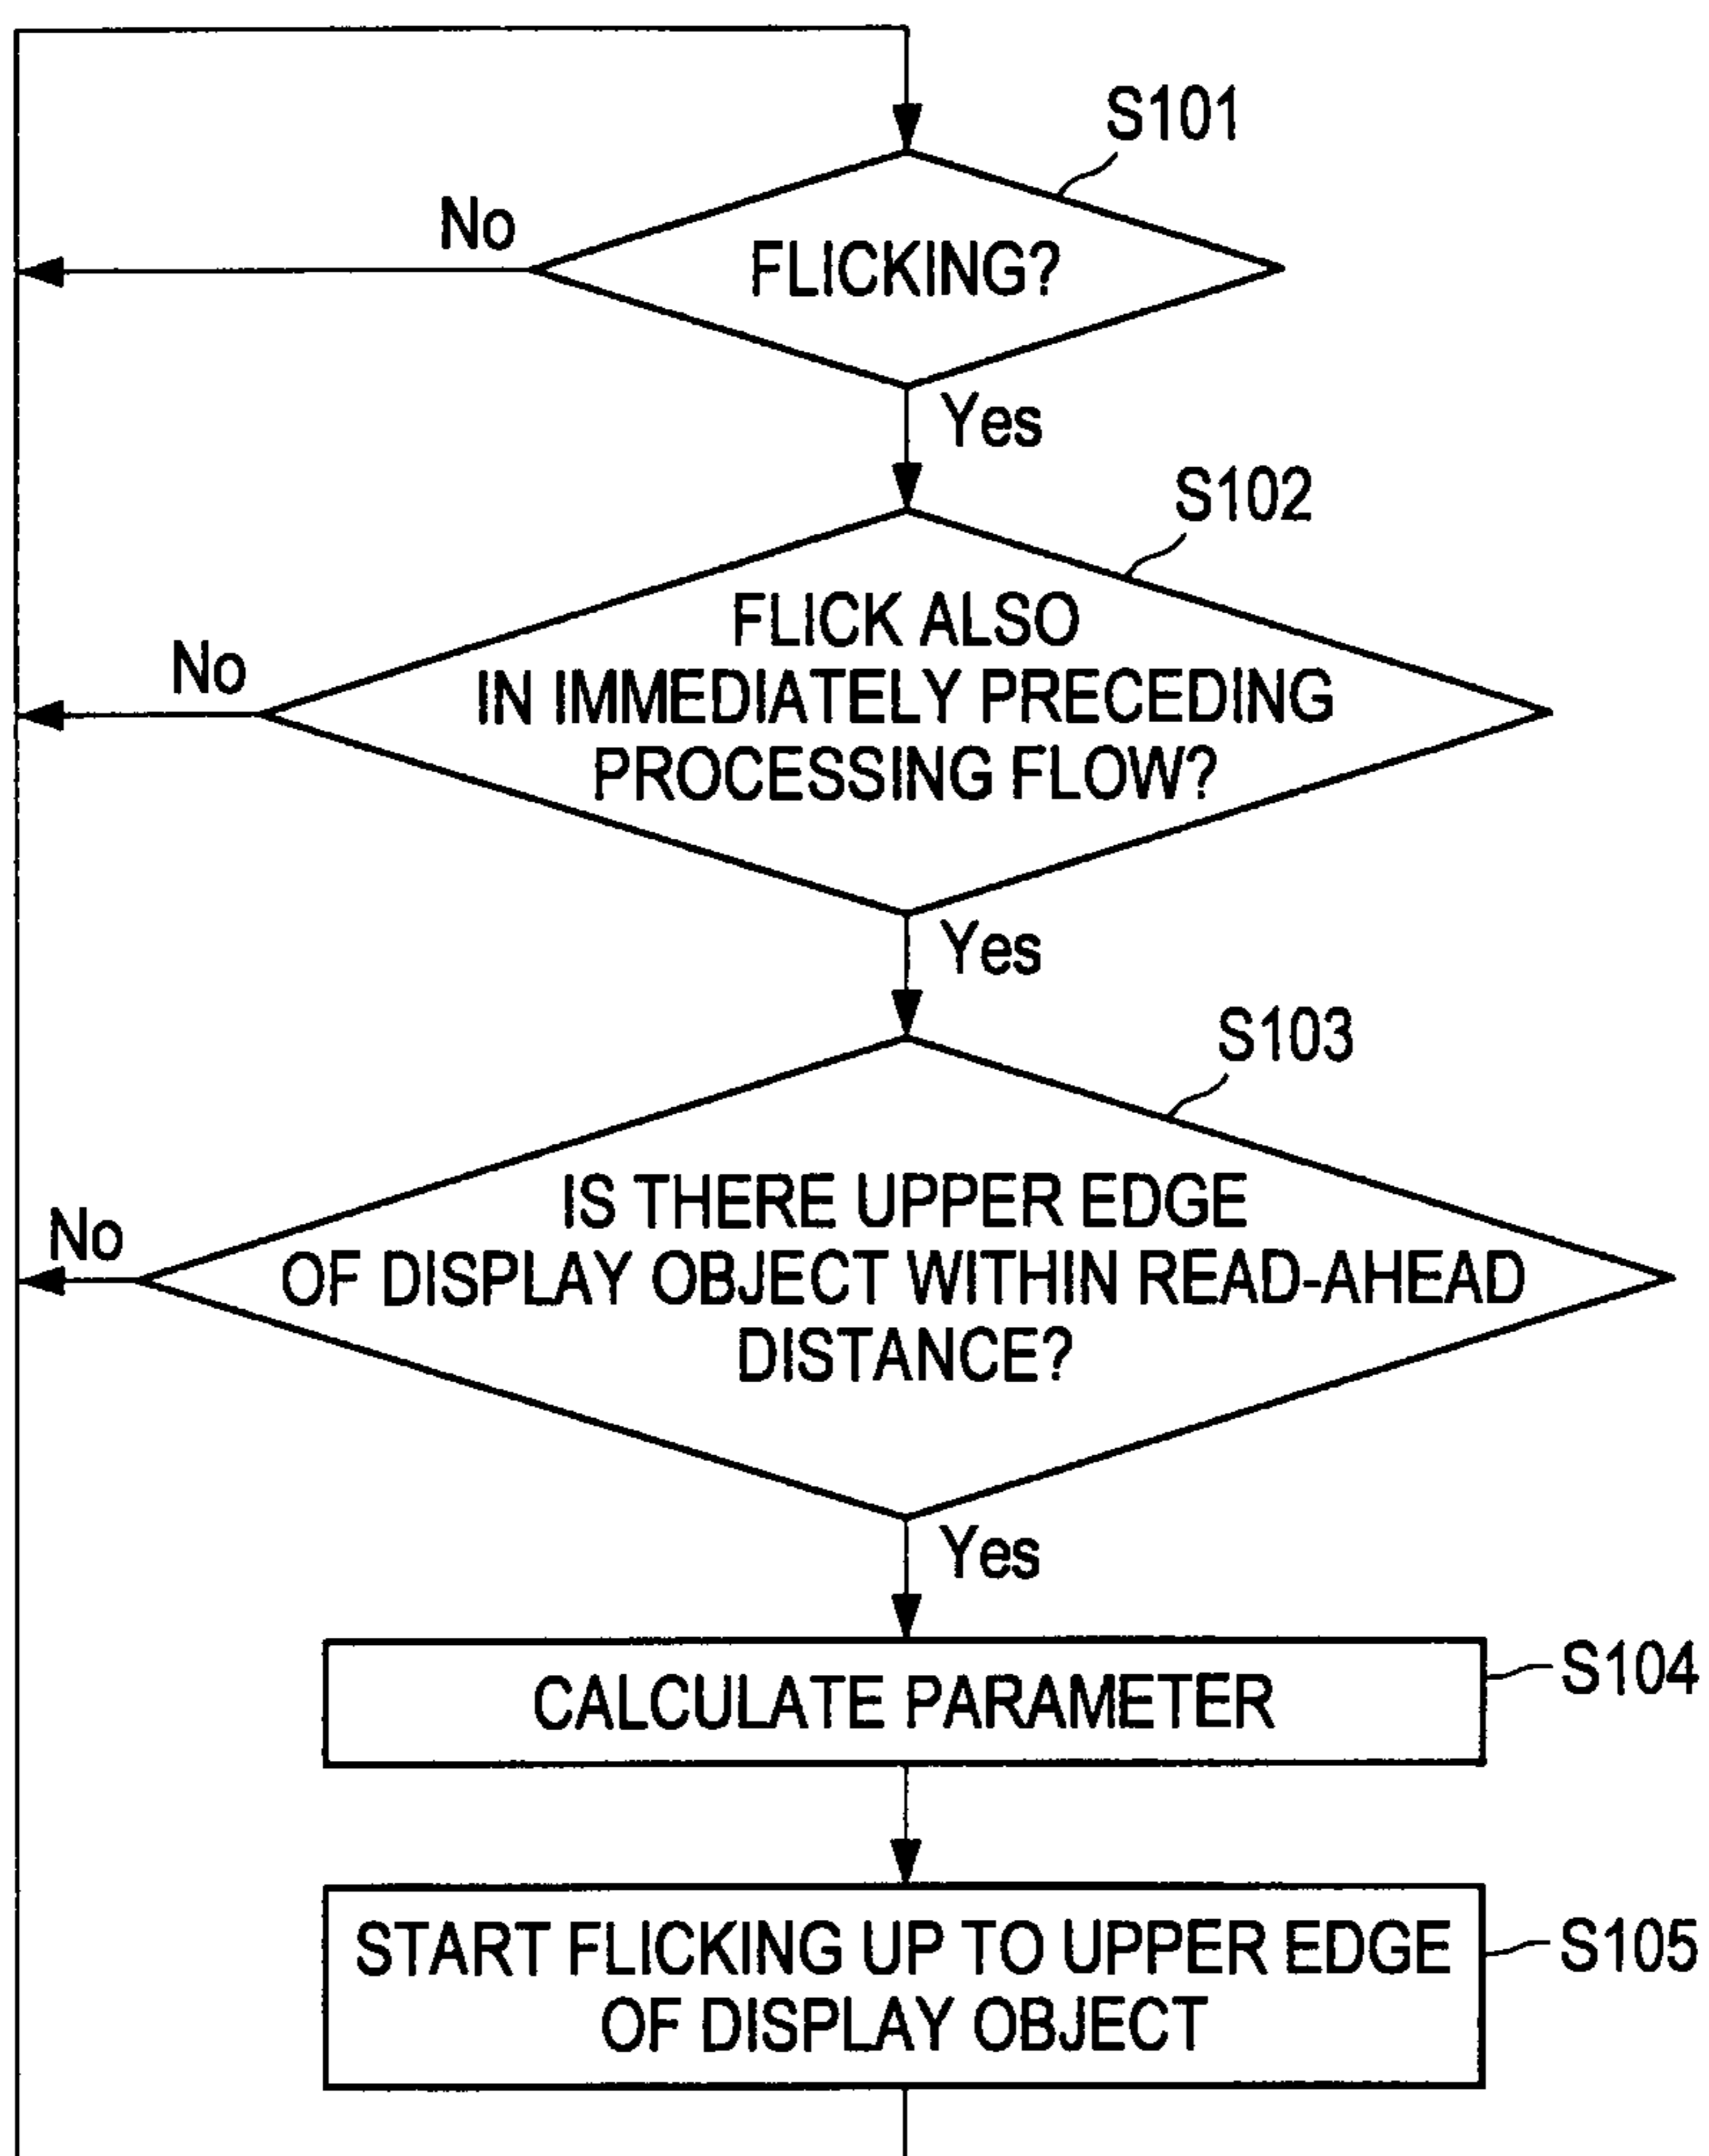 S101
No
FLICKING?
Yes
S102
FLICK ALSO
No
IN IMMEDIATELY PRECEDING
PROCESSING FLOW?
Yes
S103
IS THERE UPPER EDGE
No
OF DISPLAY OBJECT WITHIN READ-AHEAD
DISTANCE?
Yes
CALCULATE PARAMETER
S104
START FLICKING UP TO UPPER EDGE
S105
OF DISPLAY OBJECT